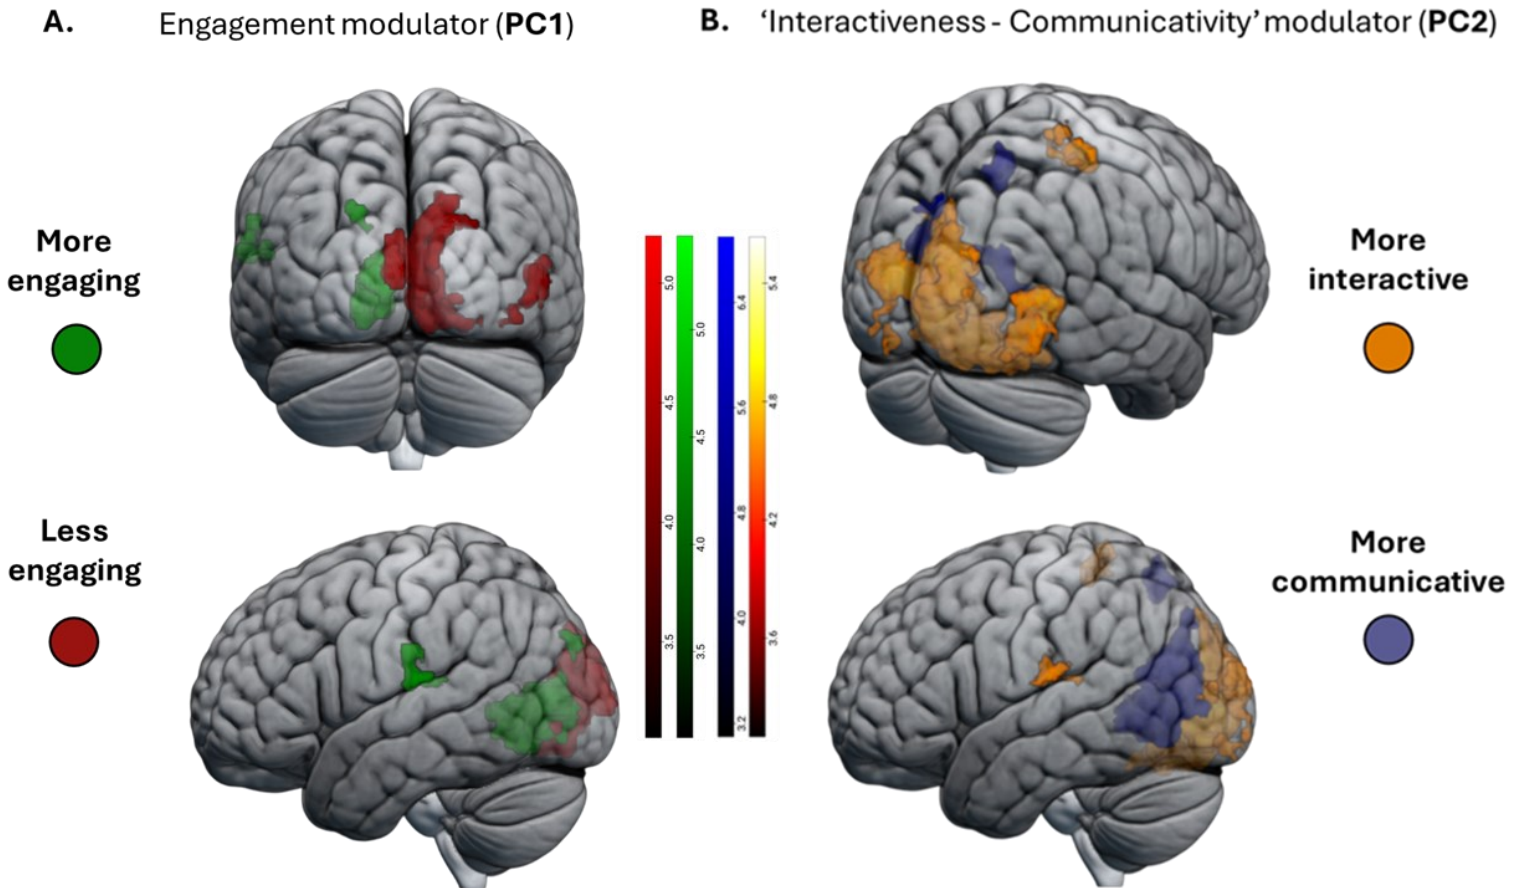 A. Engagement modulator (PC1)
B. ‘Interactiveness - Communicativity’ modulator (PC2)
More
engaging
Less
engaging
5.0
4.5
4.0
3.5
5.0
4.5
4.0
3.5
6.4
5.6
4.8
4.0
3.2
5.4
4.8
4.2
3.6
More
interactive
More
communicative